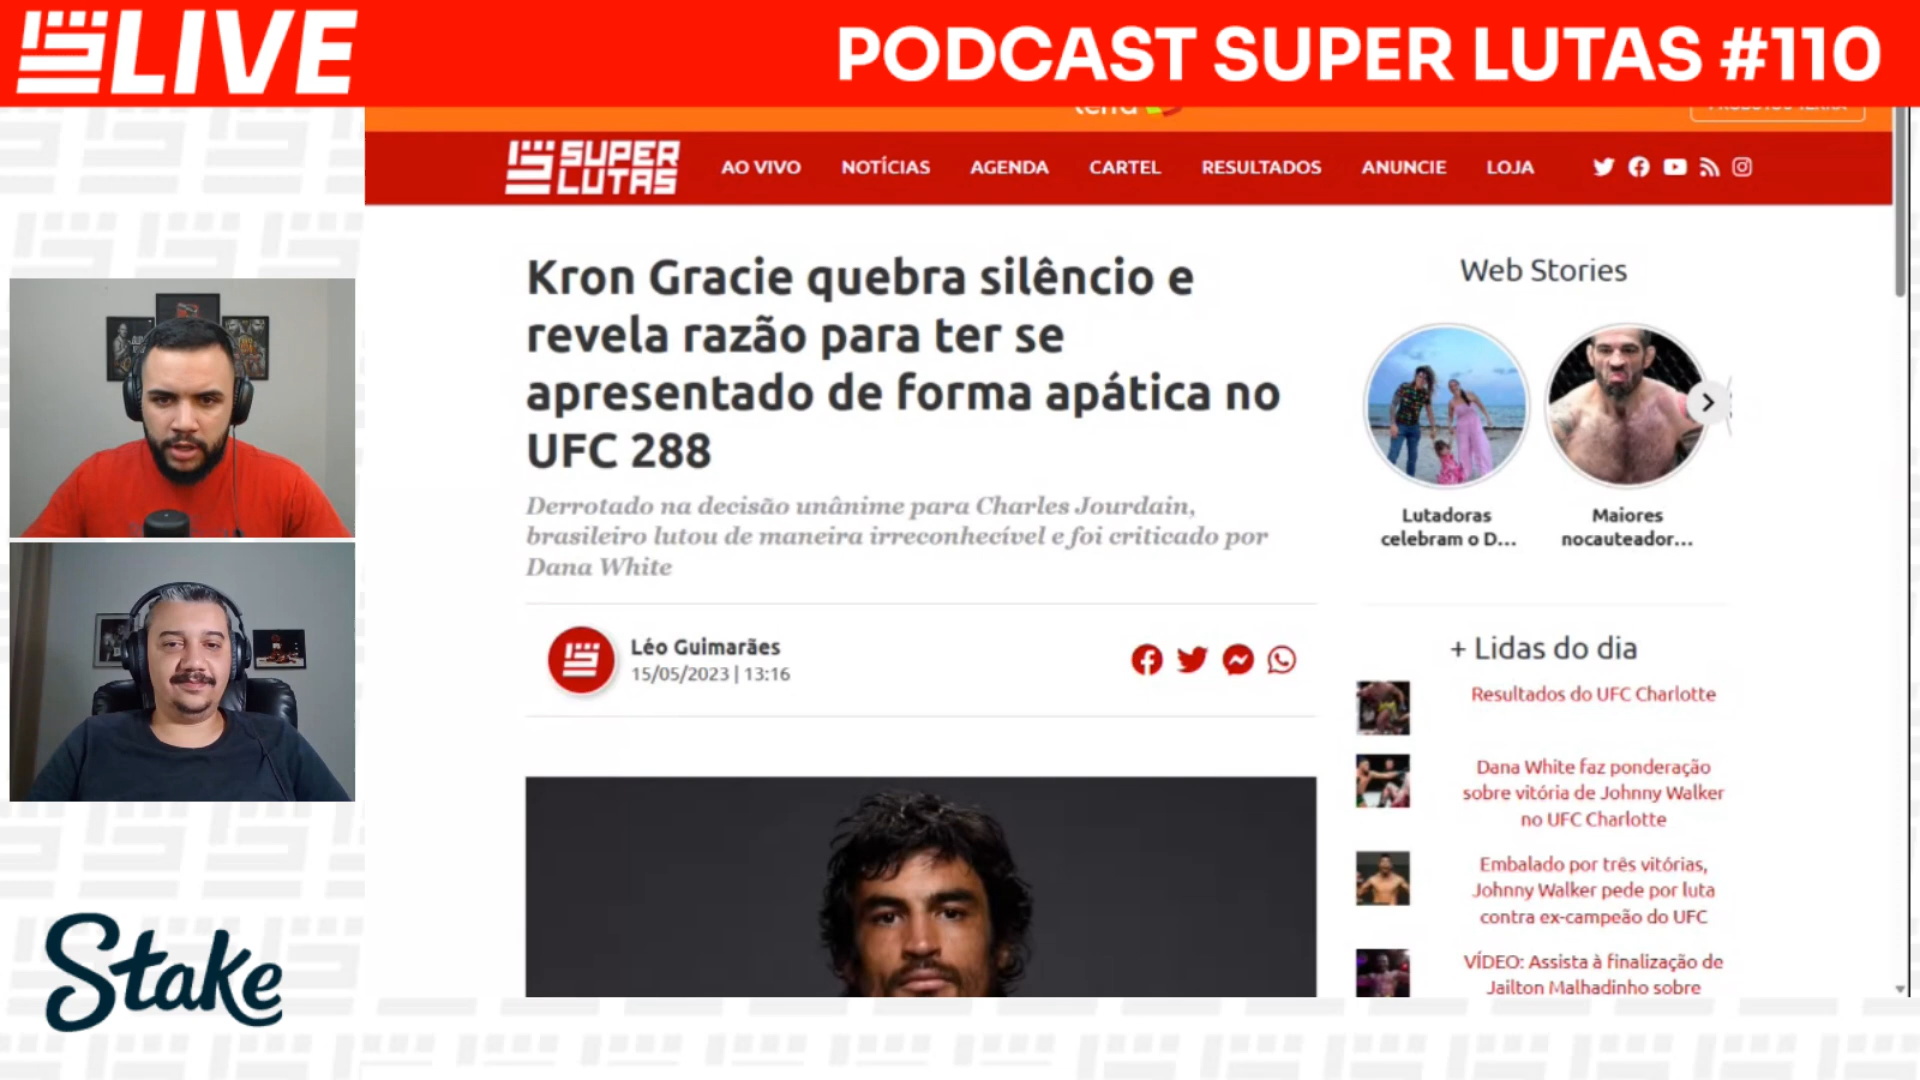 LIVE
PODCAST SUPER LUTAS #110
terra
SUPER
LUTAS
AO VIVO
NOTÍCIAS
AGENDA
CARTEL
RESULTADOS
ANUNCIE
LOJA
Kron Gracie quebra silêncio e
revela razão para ter se
apresentado de forma apática no
UFC 288
Derrotado na decisão unânime para Charles Jourdain,
brasileiro lutou de maneira irreconhecível e foi criticado por
Dana White
Léo Guimarães
15/05/2023 | 13:16
Web Stories
Lutadoras
celebram o D...
Maiores
nocauteador...
+ Lidas do dia
Resultados do UFC Charlotte
Dana White faz ponderação
sobre vitória de Johnny Walker
no UFC Charlotte
Embalado por três vitórias,
Johnny Walker pede por luta
contra ex-campeão do UFC
VÍDEO: Assista à finalização de
Jailton Malhadinho sobre
Stake